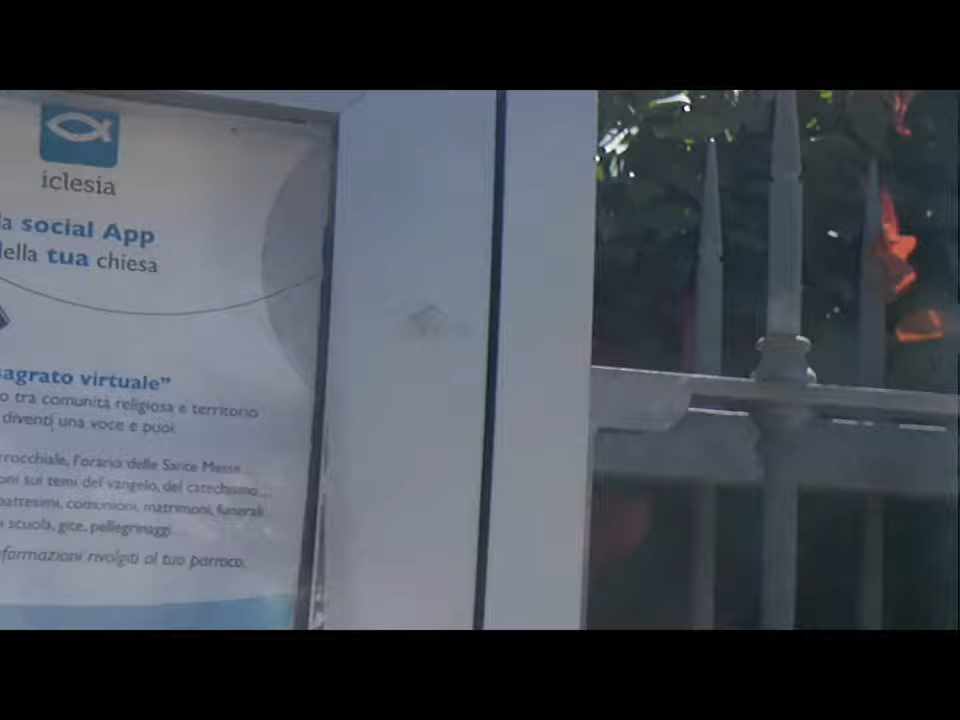 iclesia
la social App
della tua chiesa
sagrato virtuale”
o tra comunità religiosa e territorio
diventi una voce e puoi:
rrocchiale, l'orario delle Sante Messe...
oni sui temi del vangelo, del catechismo...
battesimi, comunioni, matrimoni, funerali...
i scuola, gite, pellegrinaggi...
formazioni rivolgiti al tuo parroco.